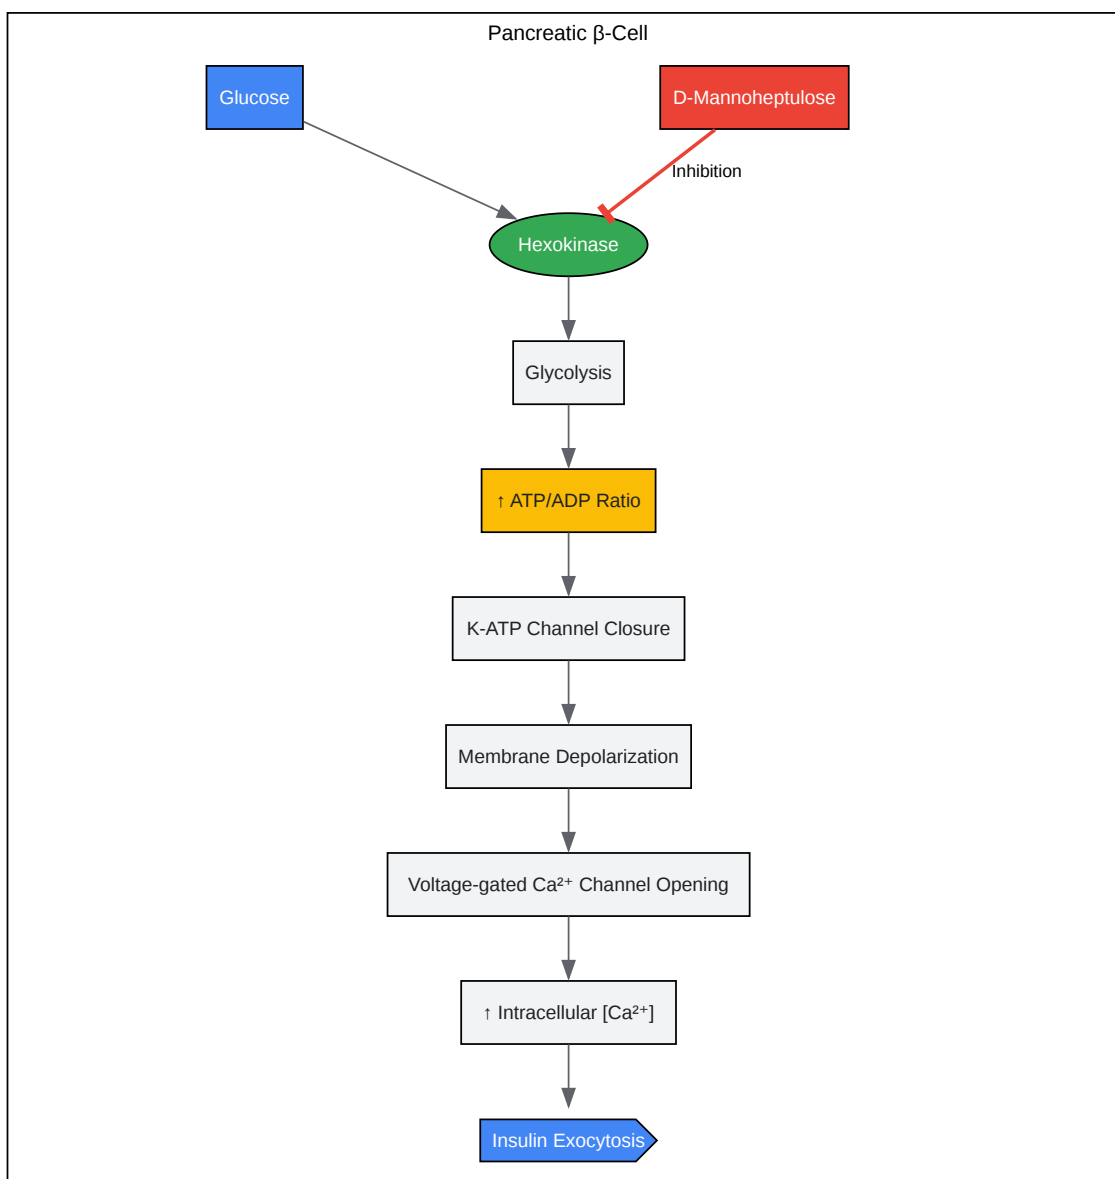 Pancreatic β-Cell
Glucose
D-Mannoheptulose
Inhibition
Hexokinase
Glycolysis
↑ ATP/ADP Ratio
K-ATP Channel Closure
Membrane Depolarization
Voltage-gated Ca²⁺ Channel Opening
↑ Intracellular [Ca²⁺]
Insulin Exocytosis